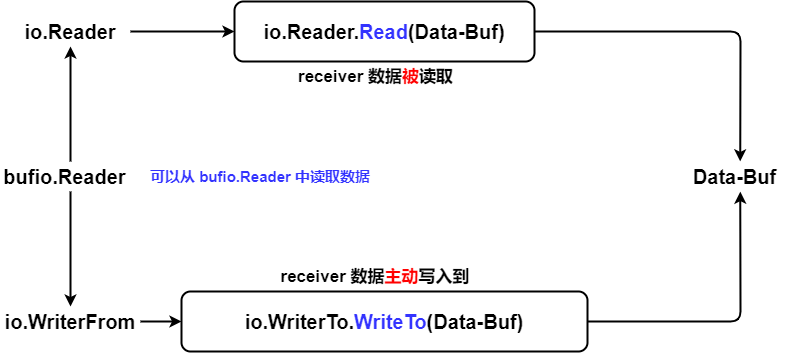 io.Reader
io.Reader.Read(Data-Buf)
receiver 数据被读取
bufio.Reader
可以从 bufio.Reader 中读取数据
Data-Buf
receiver 数据主动写入到
io.WriterFrom
io.WriterTo.WriteTo(Data-Buf)